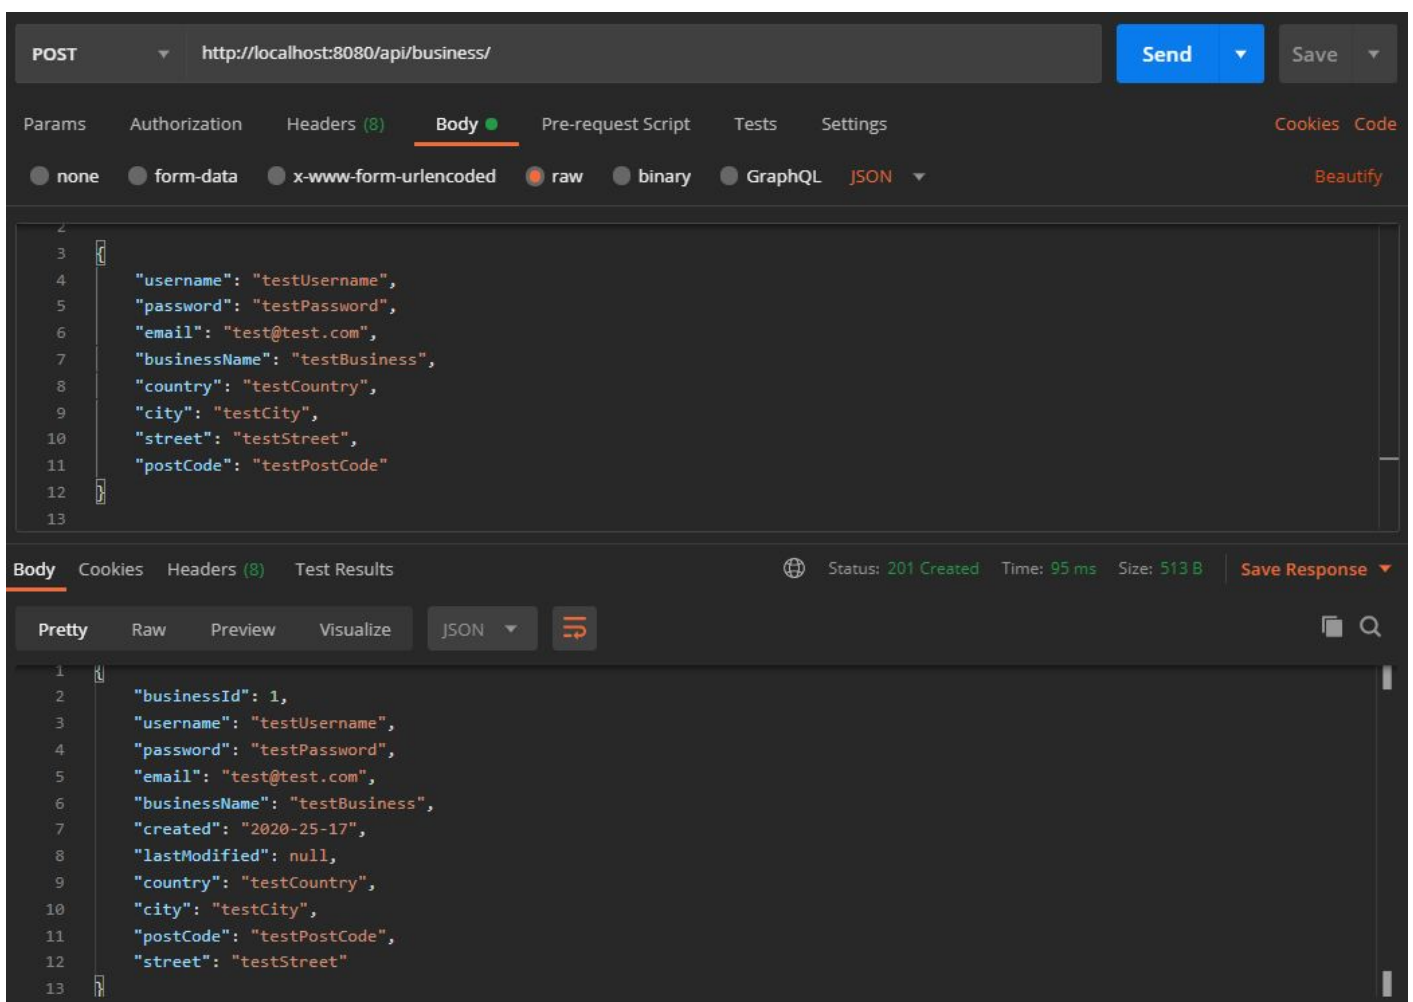 POST http://localhost:8080/api/business/ Send Save
Params Authorization Headers (8) Body Pre-request Script Tests Settings Cookies Code
none form-data x-www-form-urlencoded raw binary GraphQL JSON Beautify
2
3 {
4 "username": "testUsername",
5 "password": "testPassword",
6 "email": "test@test.com",
7 "businessName": "testBusiness",
8 "country": "testCountry",
9 "city": "testCity",
10 "street": "testStreet",
11 "postCode": "testPostCode"
12 }
13
Body Cookies Headers (8) Test Results Status: 201 Created Time: 95 ms Size: 513 B Save Response
Pretty Raw Preview Visualize JSON
1 {
2 "businessId": 1,
3 "username": "testUsername",
4 "password": "testPassword",
5 "email": "test@test.com",
6 "businessName": "testBusiness",
7 "created": "2020-25-17",
8 "lastModified": null,
9 "country": "testCountry",
10 "city": "testCity",
11 "postCode": "testPostCode",
12 "street": "testStreet"
13 }